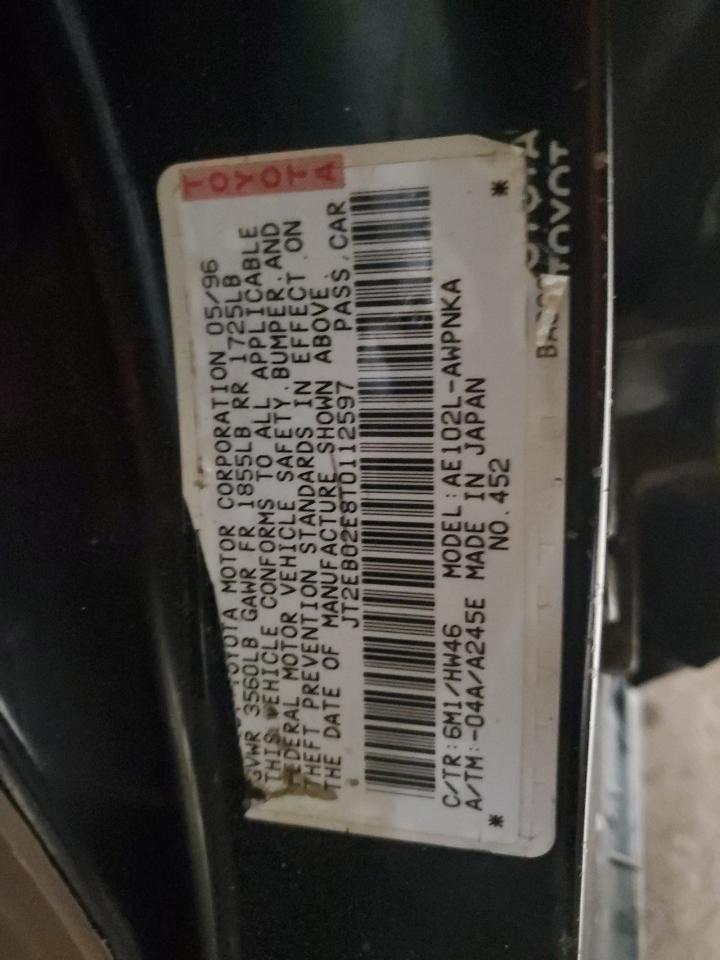 TOYOTA
TOYOTA MOTOR CORPORATION 05/96
GVWR 3560LB GAWR FR 1855LB RR 1725LB
THIS VEHICLE CONFORMS TO ALL APPLICABLE
FEDERAL MOTOR VEHICLE SAFETY.BUMPER.AND
THEFT PREVENTION STANDARDS IN EFFECT ON
THE DATE OF MANUFACTURE SHOWN ABOVE.
JT2EB02E8T0112597 PASS.CAR
C/TR:6M1/HW46 MODEL:AE102L-AWPNKA
A/TM:-04A/A245E MADE IN JAPAN
* NO.452 *
TOYOT